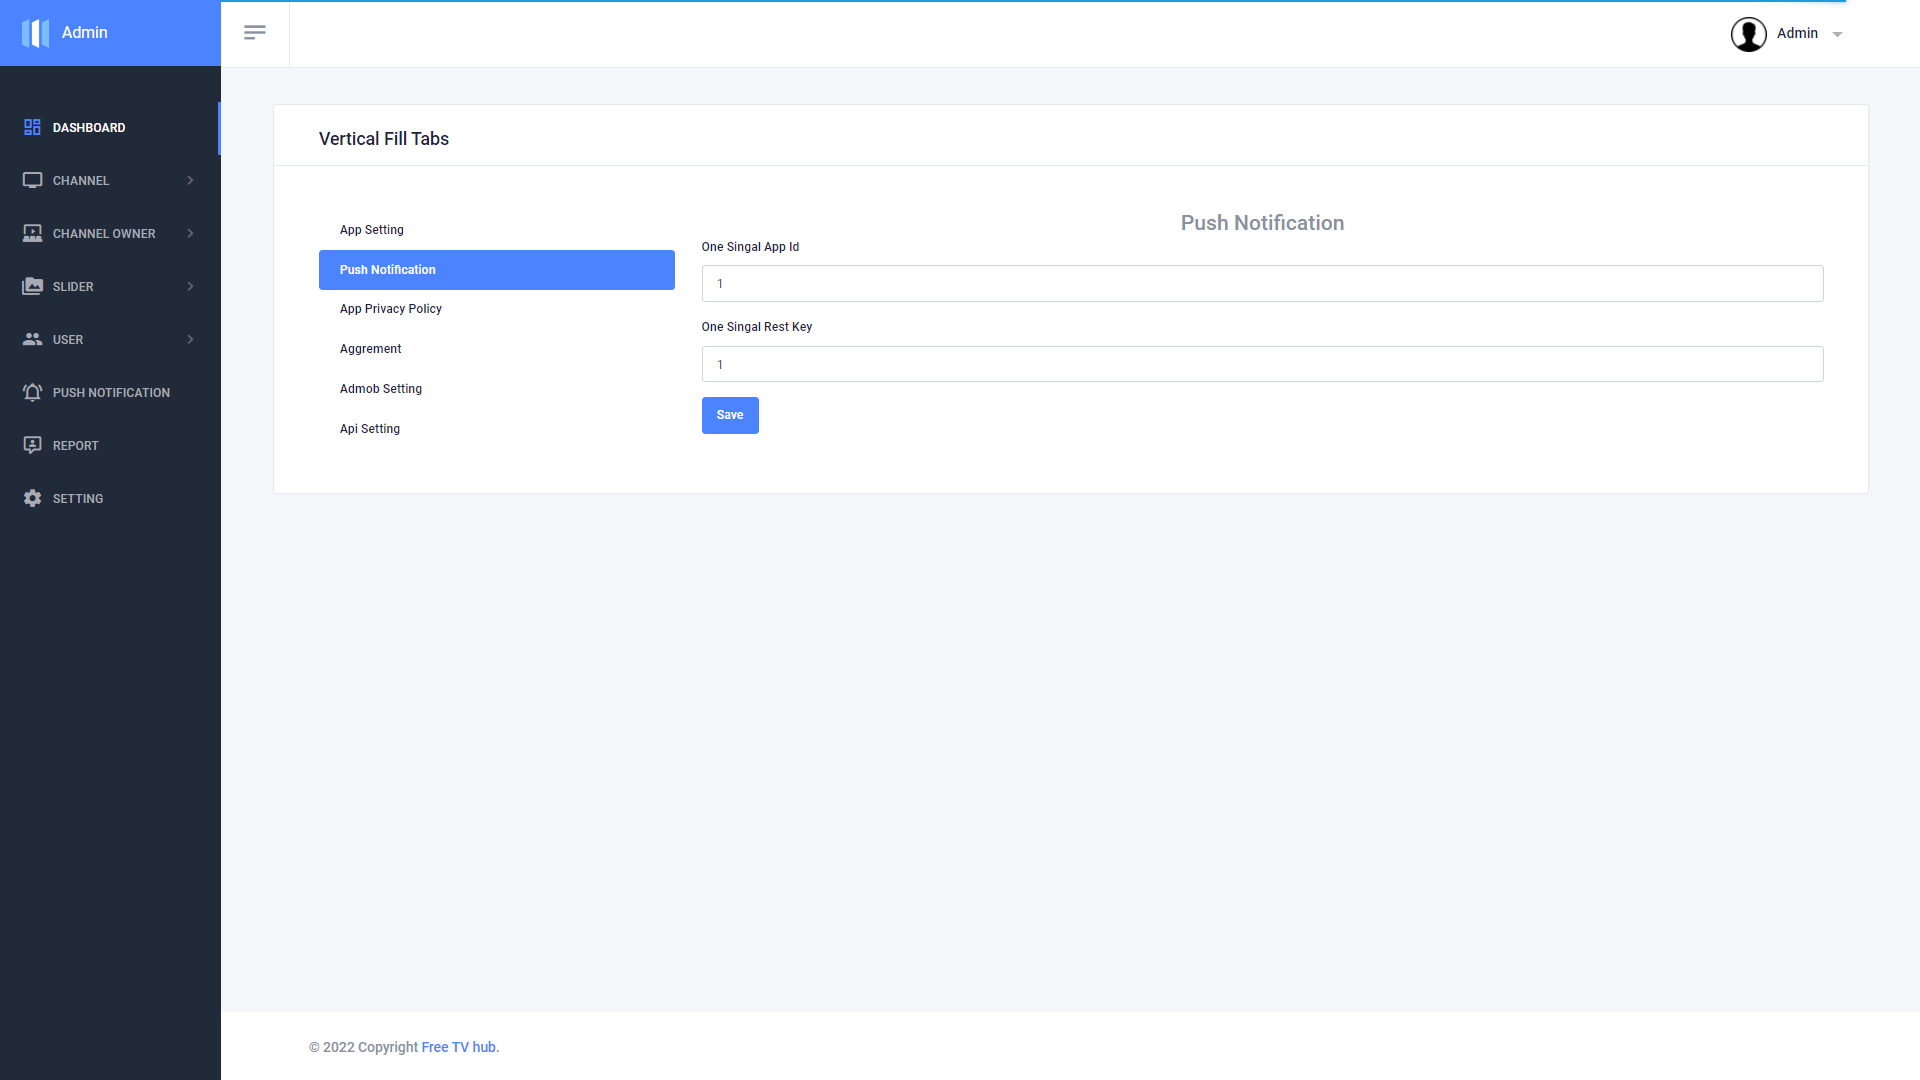 Admin
Admin
DASHBOARD
CHANNEL
CHANNEL OWNER
SLIDER
USER
PUSH NOTIFICATION
REPORT
SETTING
Vertical Fill Tabs
App Setting
Push Notification
App Privacy Policy
Aggrement
Admob Setting
Api Setting
Push Notification
One Singal App Id
1
One Singal Rest Key
1
Save
© 2022 Copyright Free TV hub.